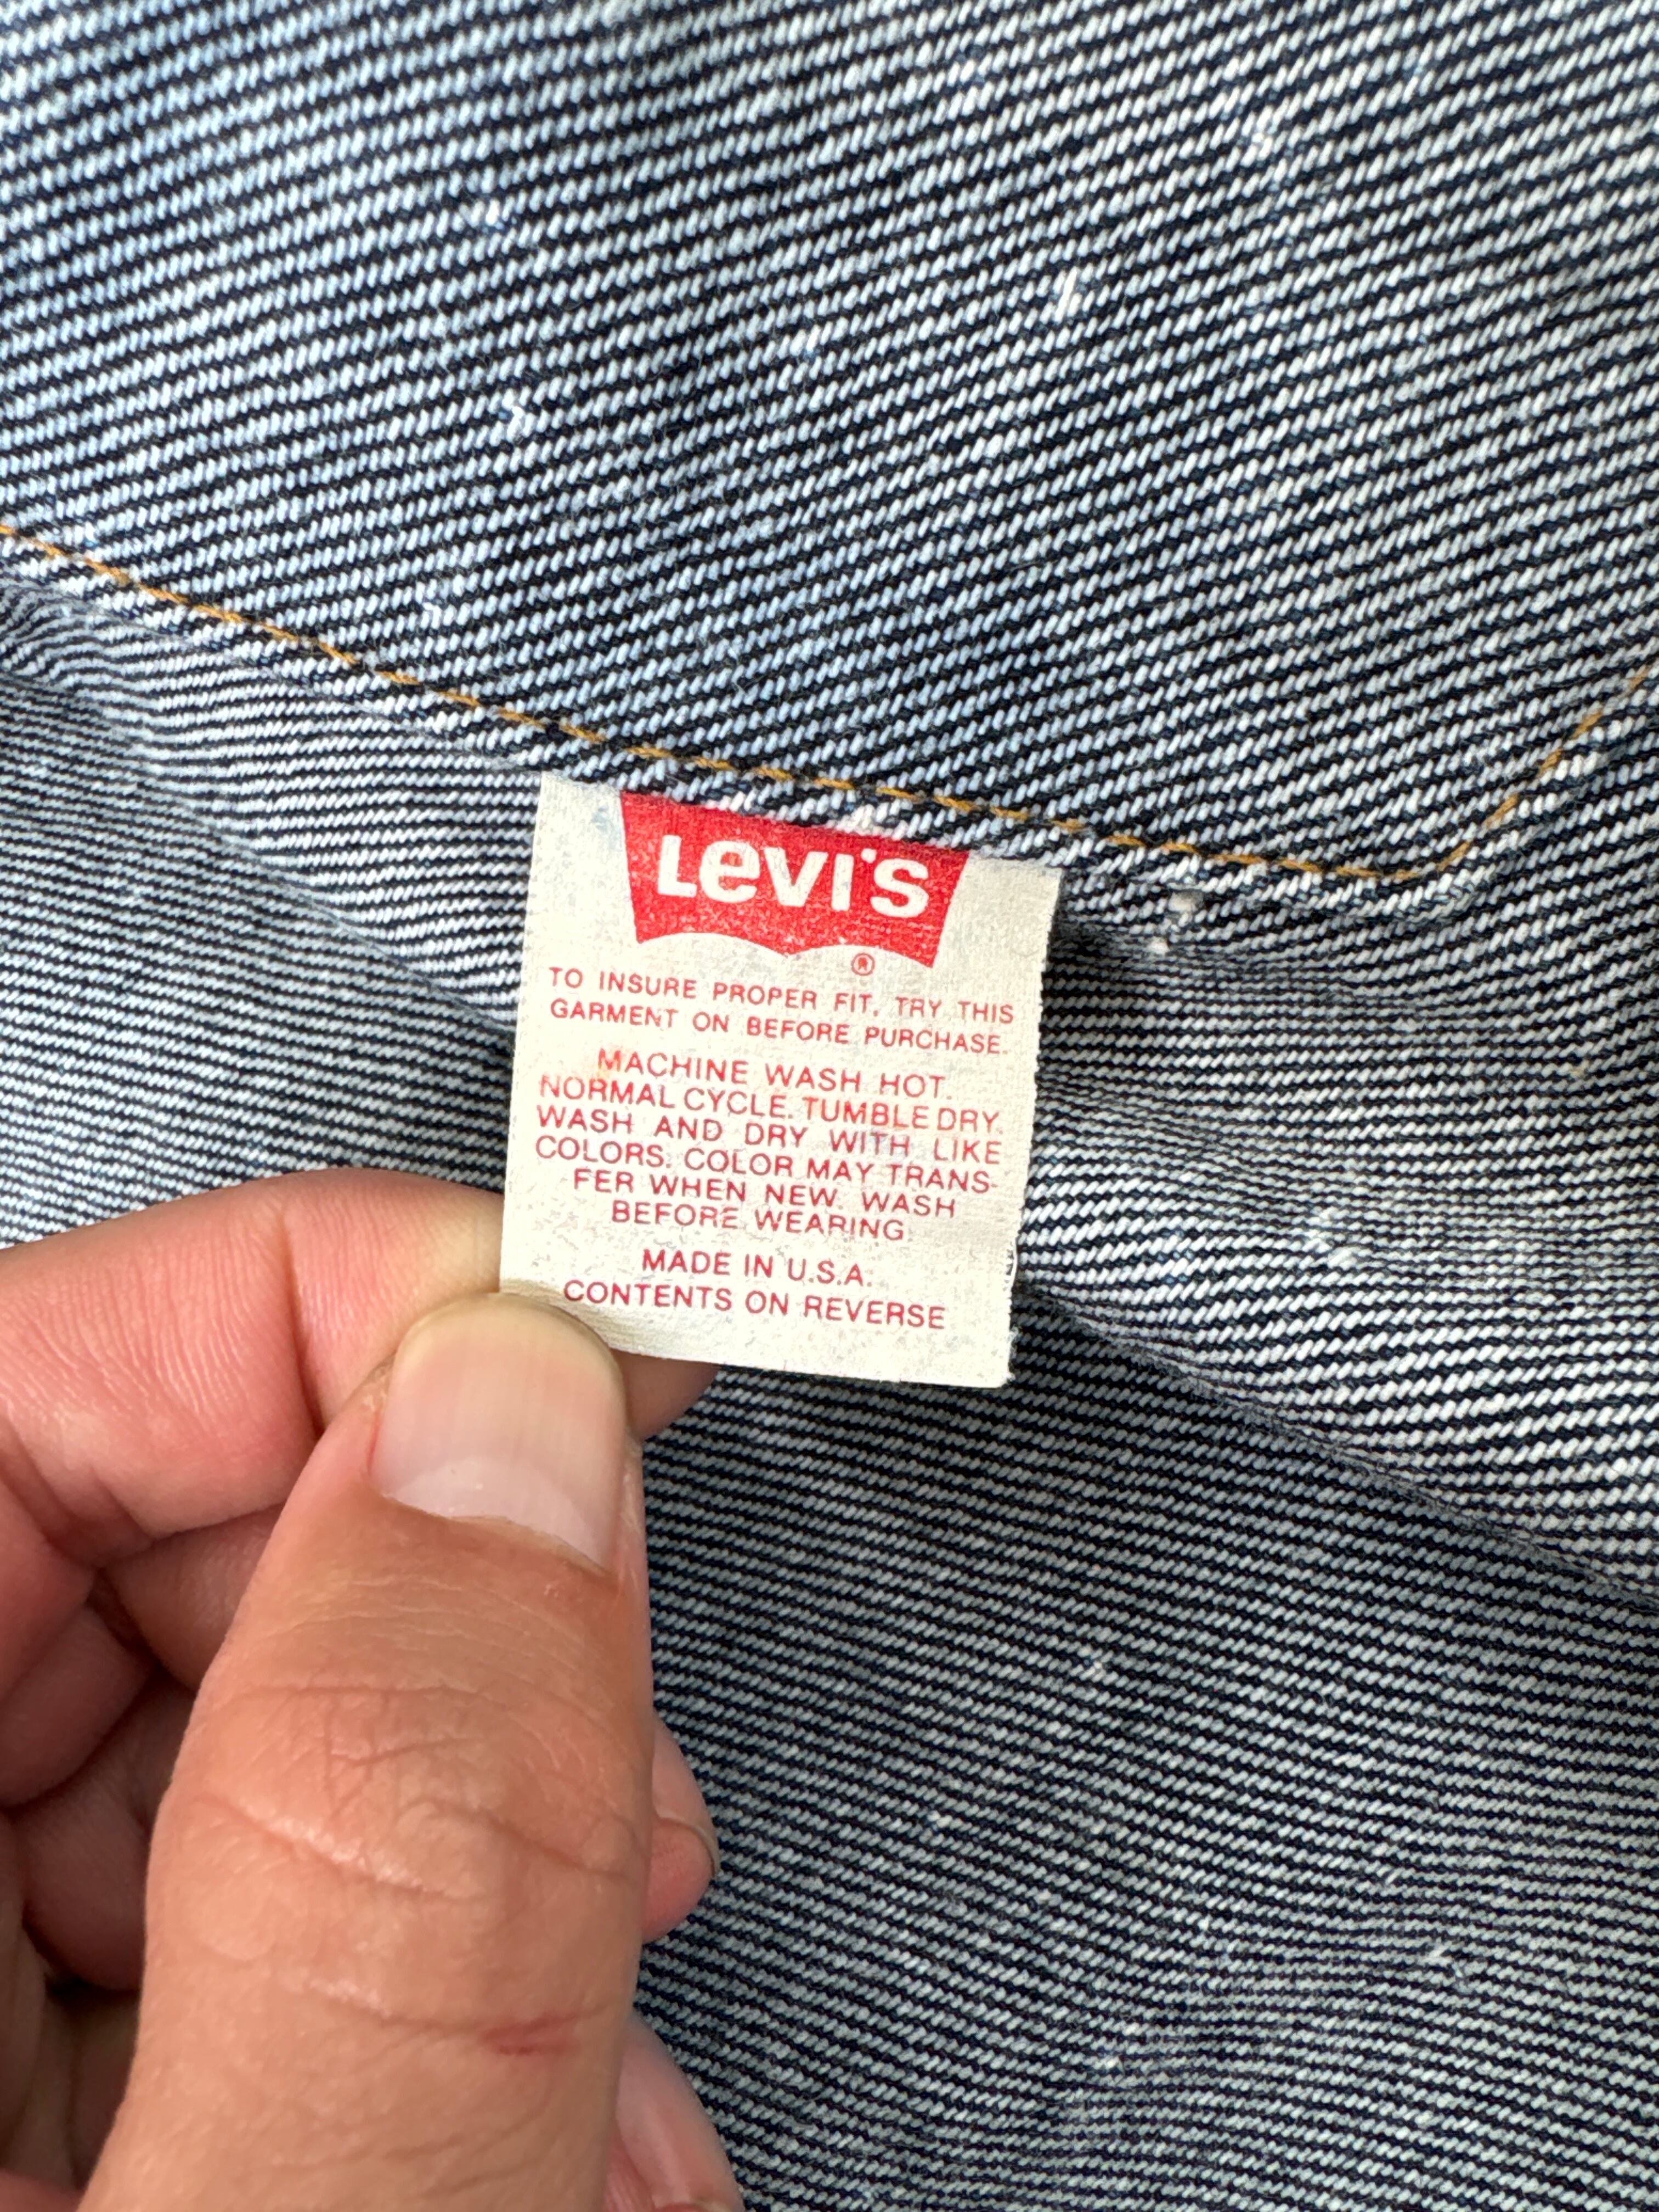 Levi's
®
TO INSURE PROPER FIT, TRY THIS
GARMENT ON BEFORE PURCHASE.
MACHINE WASH HOT.
NORMAL CYCLE. TUMBLE DRY.
WASH AND DRY WITH LIKE
COLORS. COLOR MAY TRANS-
FER WHEN NEW. WASH
BEFORE WEARING.
MADE IN U.S.A.
CONTENTS ON REVERSE